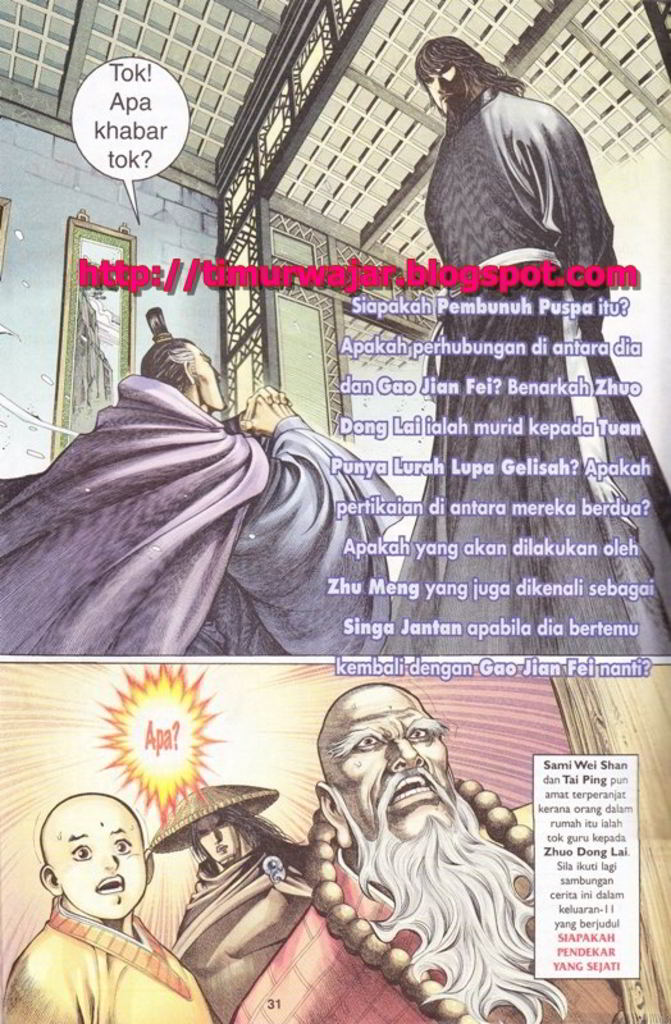 Tok!
Apa
khabar
tok?
http://timurwajar.blogspot.com
Siapakah Pembunuh Puspa itu?
Apakah perhubungan di antara dia
dan Gao Jian Fei? Benarkah Zhuo
Dong Lai ialah murid kepada Tuan
Punya Lurah Lupa Gelisah? Apakah
pertikaian di antara mereka berdua?
Apakah yang akan dilakukan oleh
Zhu Meng yang juga dikenali sebagai
Singa Jantan apabila dia bertemu
kembali dengan Gao Jian Fei nanti?
Apa?
Sami Wei Shan
dan Tai Ping pun
amat terperanjat
kerana orang dalam
rumah itu ialah
tok guru kepada
Zhuo Dong Lai.
Sila ikuti lagi
sambungan
cerita ini dalam
keluaran-11
yang berjudul
SIAPAKAH
PENDEKAR
YANG SEJATI
31